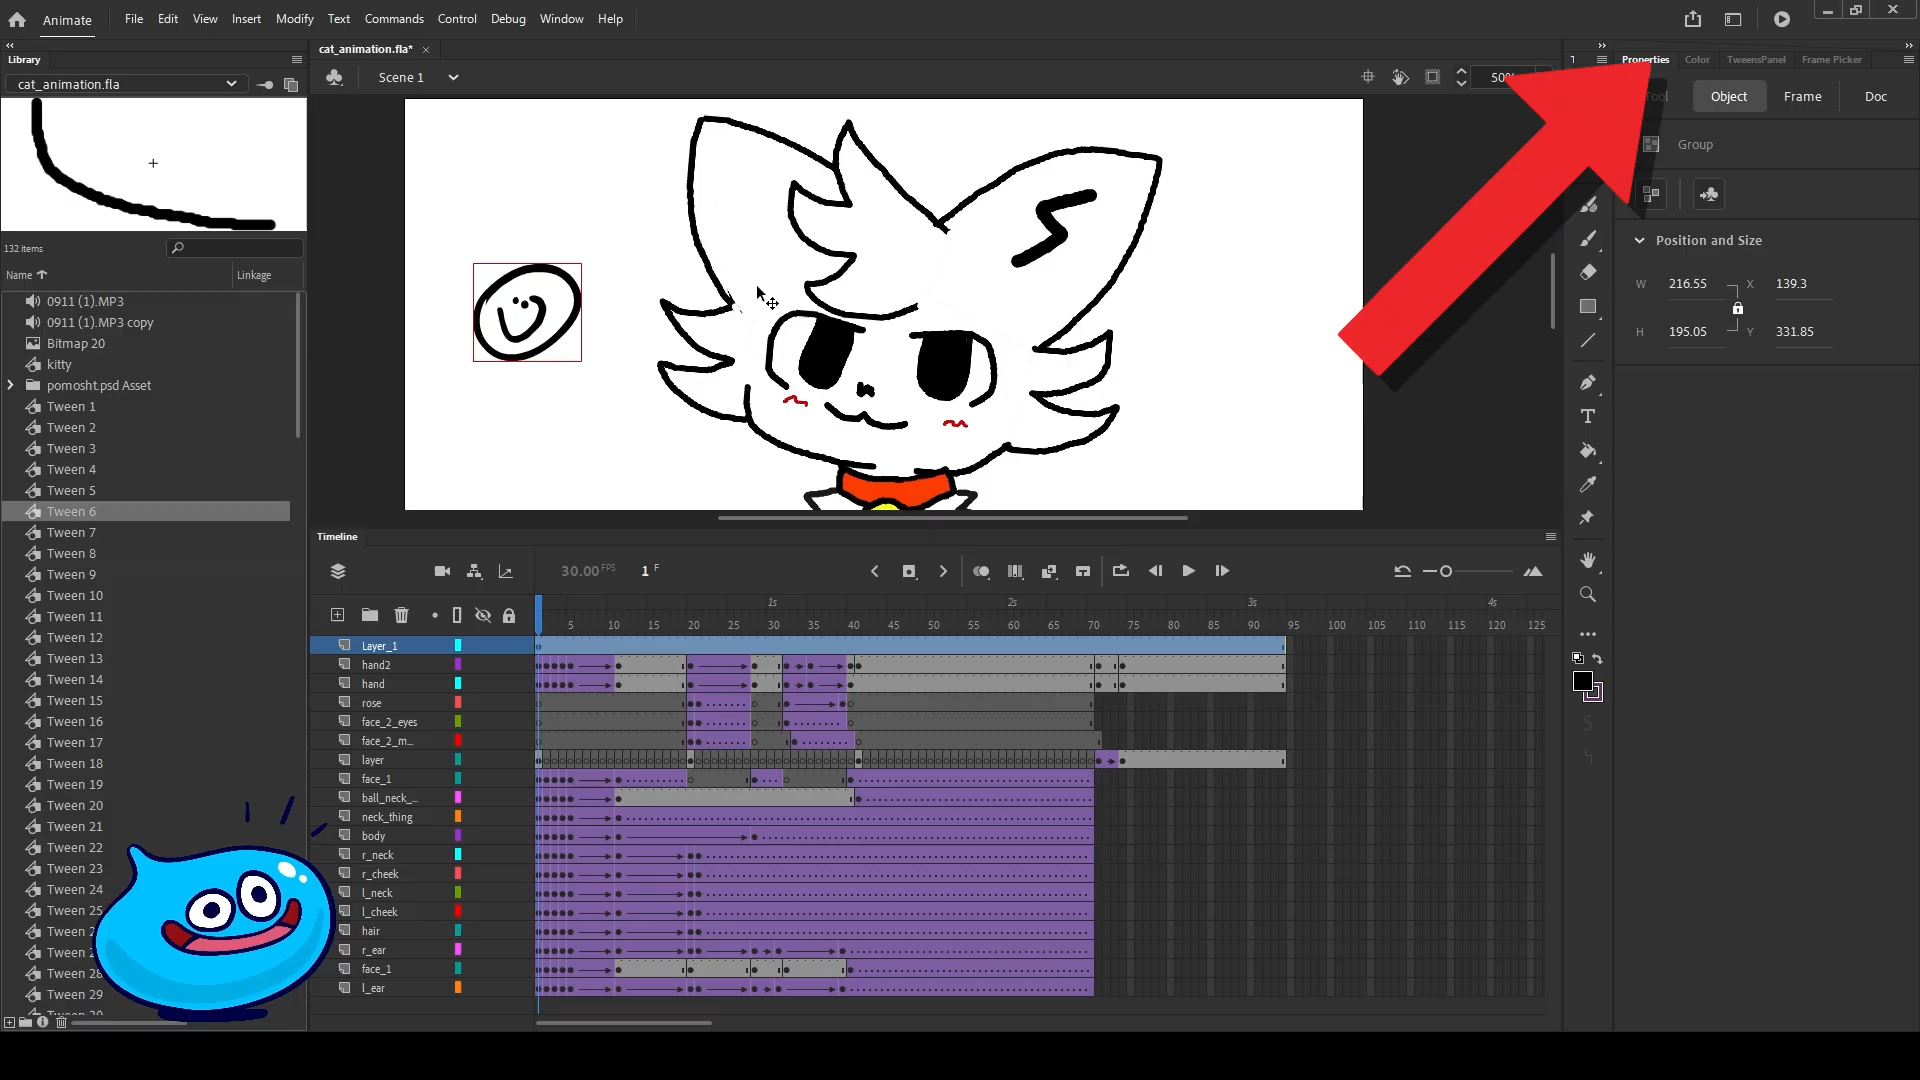 Animate
File Edit View Insert Modify Text Commands Control Debug Window Help
Library
cat_animation.fla
132 items
Name Linkage
0911 (1).MP3
0911 (1).MP3 copy
Bitmap 20
kitty
pomosht.psd Asset
Tween 1
Tween 2
Tween 3
Tween 4
Tween 5
Tween 6
Tween 7
Tween 8
Tween 9
Tween 10
Tween 11
Tween 12
Tween 13
Tween 14
Tween 15
Tween 16
Tween 17
Tween 18
Tween 19
Tween 20
Tween 21
Tween 22
Tween 23
Tween 24
Tween 25
Tween 28
Tween 29
cat_animation.fla*
Scene 1
Timeline
30.00 FPS 1 F
1s 2s 3s 4s
5 10 15 20 25 30 35 40 45 50 55 60 65 70 75 80 85 90 95 100 105 110 115 120 125
Layer_1
hand2
hand
rose
face_2_eyes
face_2_m...
layer
face_1
ball_neck_...
neck_thing
body
r_neck
r_cheek
l_neck
l_cheek
hair
r_ear
face_1
l_ear
Properties Color TweensPanel Frame Picker
Object Frame Doc
Group
Position and Size
W 216.55 X 139.3
H 195.05 Y 331.85